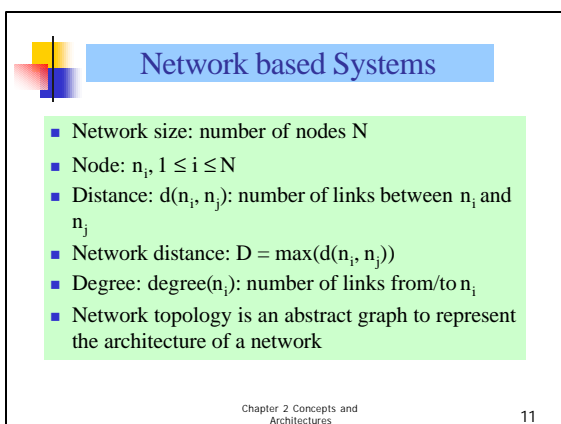 Network based Systems
Network size: number of nodes N
Node: nᵢ, 1 ≤ i ≤ N
Distance: d(nᵢ, nⱼ): number of links between nᵢ and
nⱼ
Network distance: D = max(d(nᵢ, nⱼ))
Degree: degree(nᵢ): number of links from/to nᵢ
Network topology is an abstract graph to represent
the architecture of a network
Chapter 2 Concepts and
Architectures
11